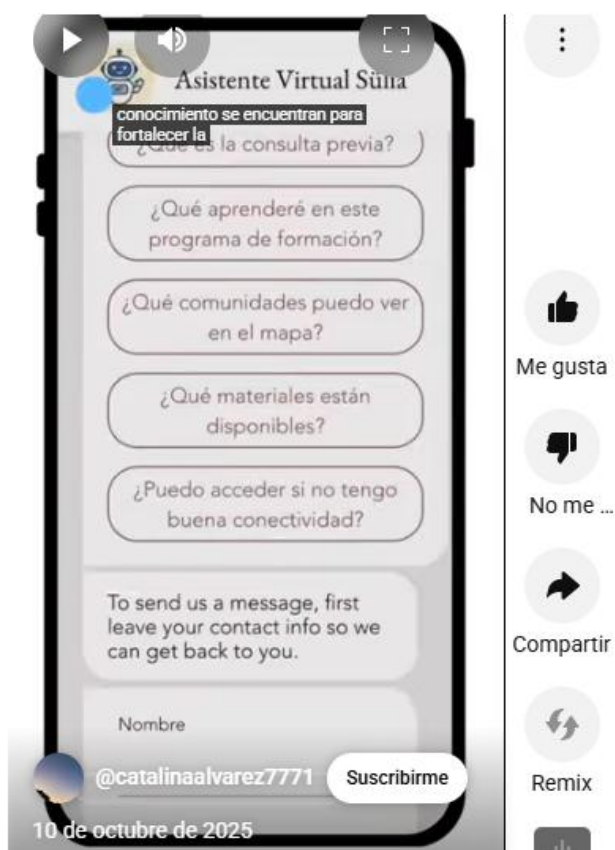 Asistente Virtual Süna
conocimiento se encuentran para
fortalecer la
¿Qué es la consulta previa?
¿Qué aprenderé en este
programa de formación?
¿Qué comunidades puedo ver
en el mapa?
¿Qué materiales están
disponibles?
¿Puedo acceder si no tengo
buena conectividad?
To send us a message, first
leave your contact info so we
can get back to you.
Nombre
@catalinaalvarez7771
Suscribirme
10 de octubre de 2025
Me gusta
No me ...
Compartir
Remix